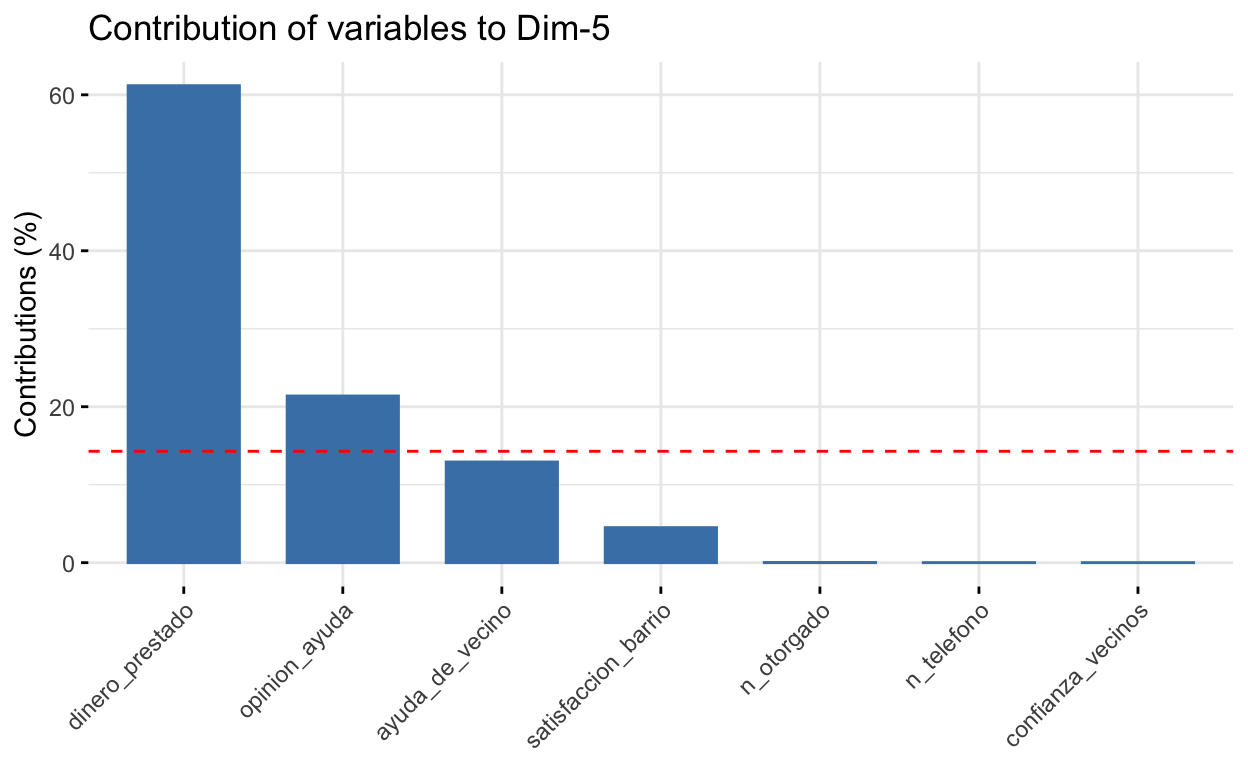 Contribution of variables to Dim-5
Contributions (%)
60
40
20
0
dinero_prestado
opinion_ayuda
ayuda_de_vecino
satisfaccion_barrio
n_otorgado
n_telefono
confianza_vecinos